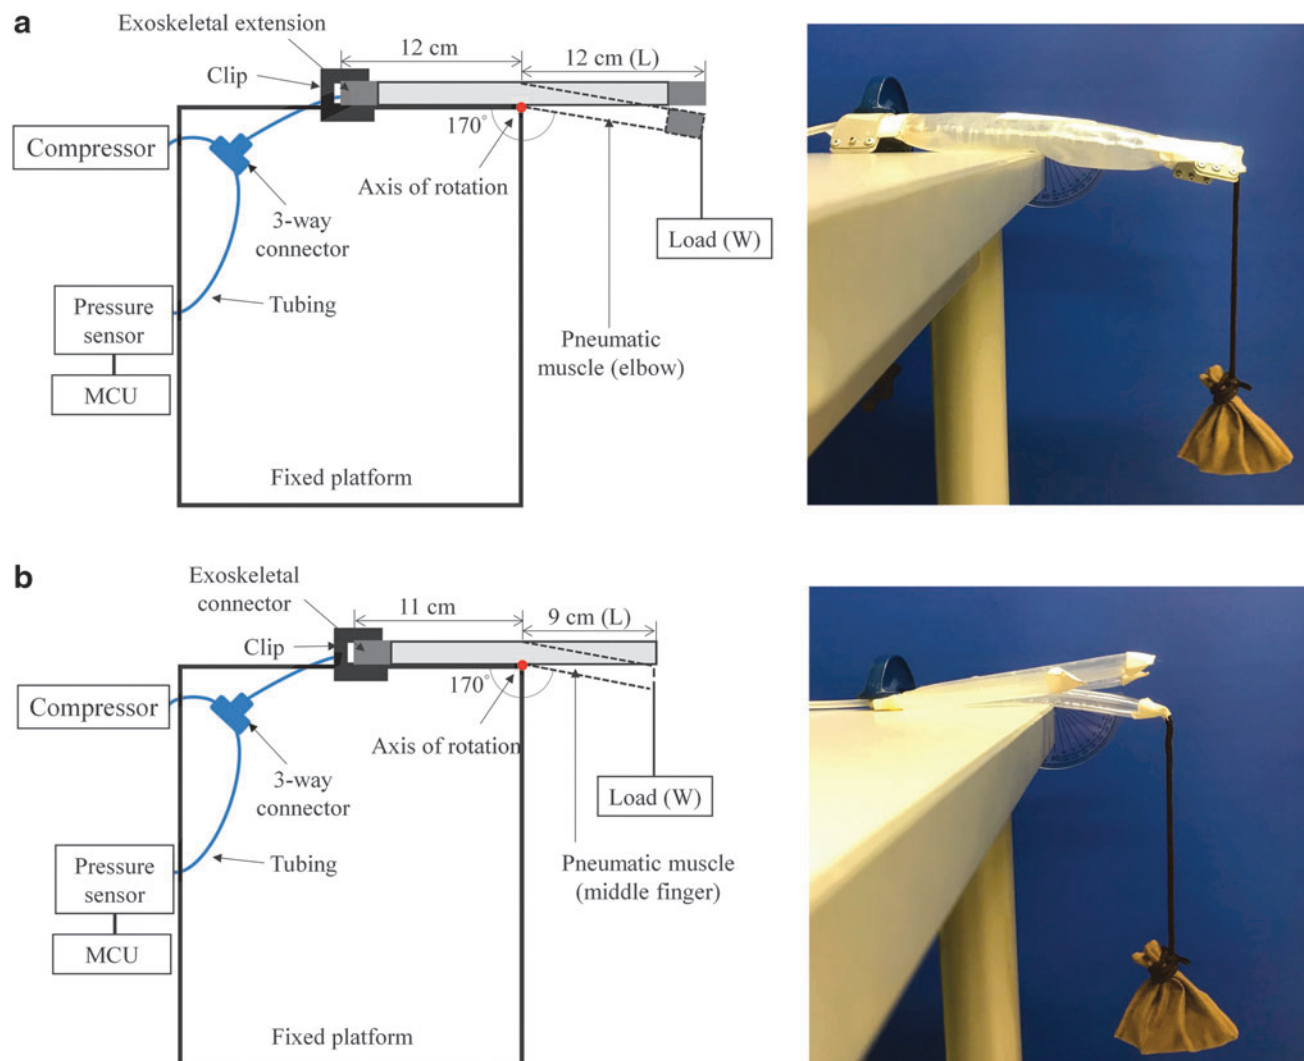 a
Exoskeletal extension
12 cm
12 cm (L)
Clip
170°
Compressor
Axis of rotation
3-way
connector
Load (W)
Tubing
Pressure
sensor
Pneumatic
muscle (elbow)
MCU
Fixed platform
b
Exoskeletal
connector
11 cm
9 cm (L)
Clip
170°
Compressor
Axis of rotation
3-way
connector
Load (W)
Pressure
sensor
Tubing
Pneumatic muscle
(middle finger)
MCU
Fixed platform